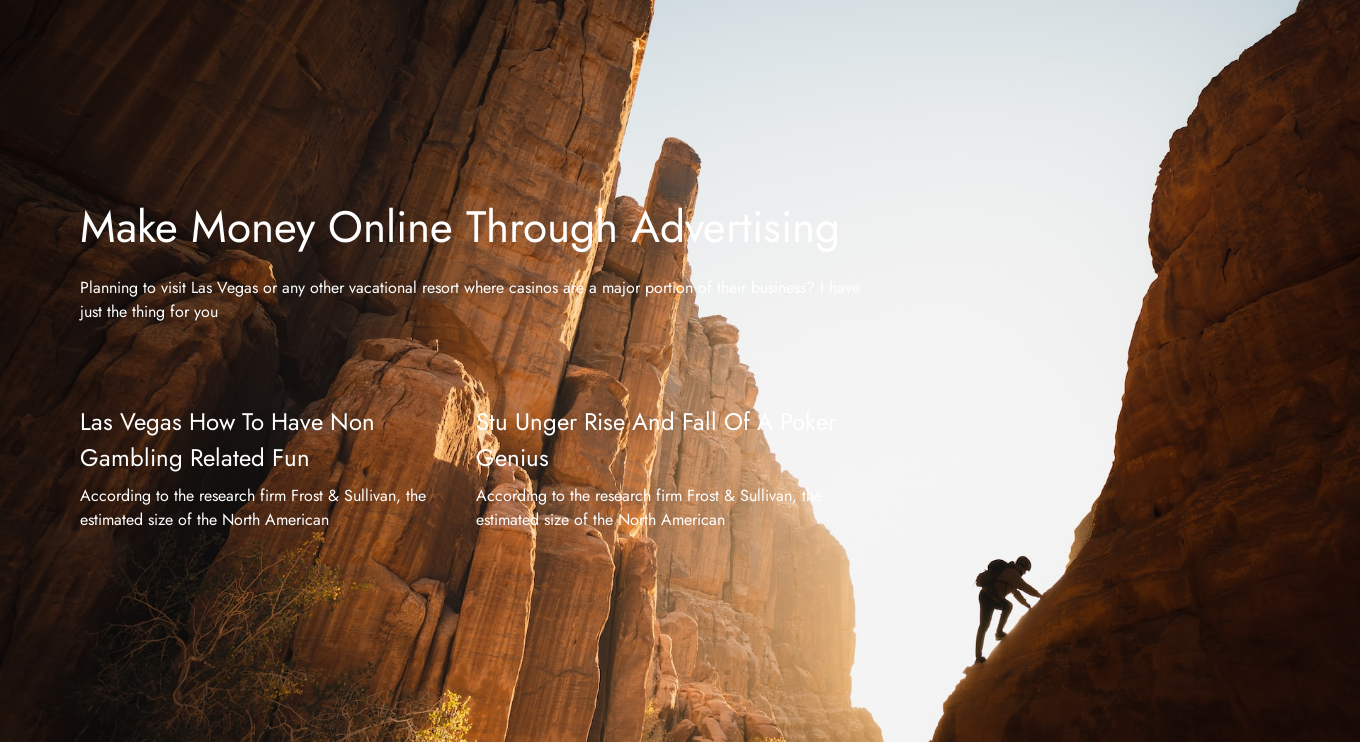 Make Money Online Through Advertising
Planning to visit Las Vegas or any other vacational resort where casinos are a major portion of their business? I have
just the thing for you
Las Vegas How To Have Non
Gambling Related Fun
According to the research firm Frost & Sullivan, the
estimated size of the North American
Stu Unger Rise And Fall Of A Poker
Genius
According to the research firm Frost & Sullivan, the
estimated size of the North American